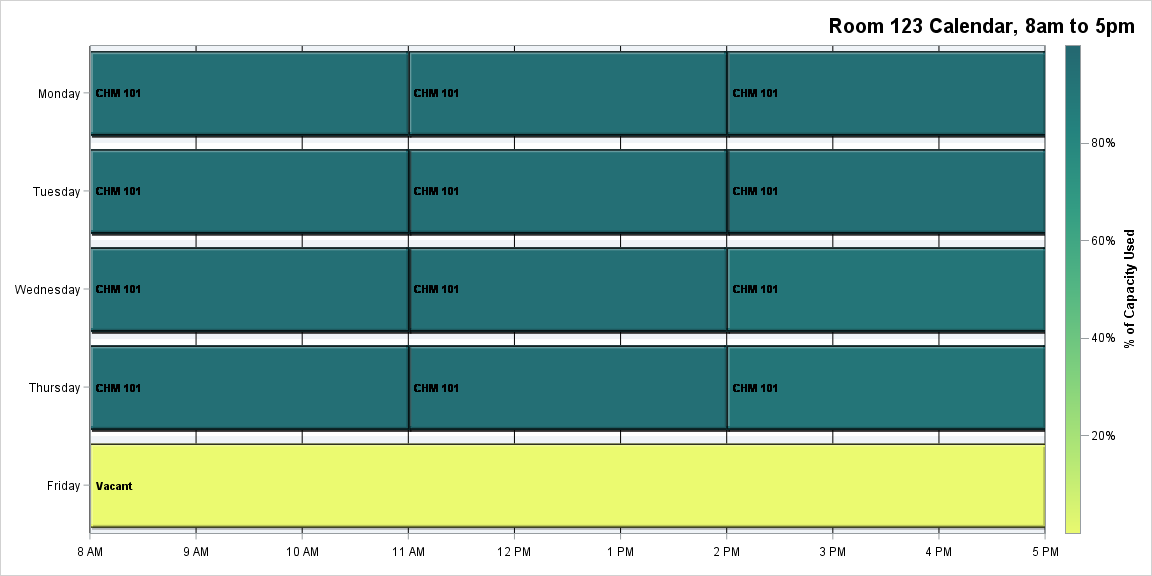 Room 123 Calendar, 8am to 5pm
Monday
CHM 101
CHM 101
CHM 101
Tuesday
CHM 101
CHM 101
CHM 101
Wednesday
CHM 101
CHM 101
CHM 101
Thursday
CHM 101
CHM 101
CHM 101
Friday
Vacant
8 AM
9 AM
10 AM
11 AM
12 PM
1 PM
2 PM
3 PM
4 PM
5 PM
80%
60%
40%
20%
% of Capacity Used